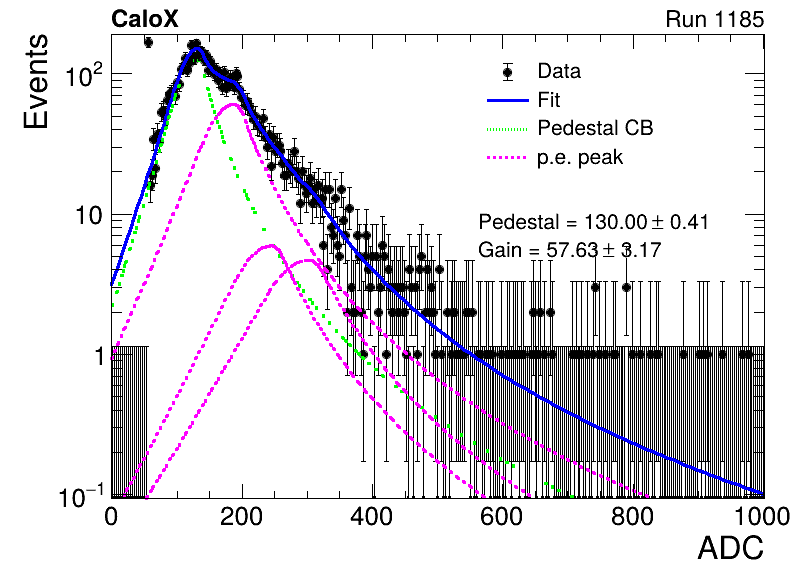 CaloX Run 1185
Events
Data
Fit
Pedestal CB
p.e. peak
Pedestal = 130.00 ± 0.41
Gain = 57.63 ± 3.17
10²
10
1
10⁻¹
0 200 400 600 800 1000
ADC